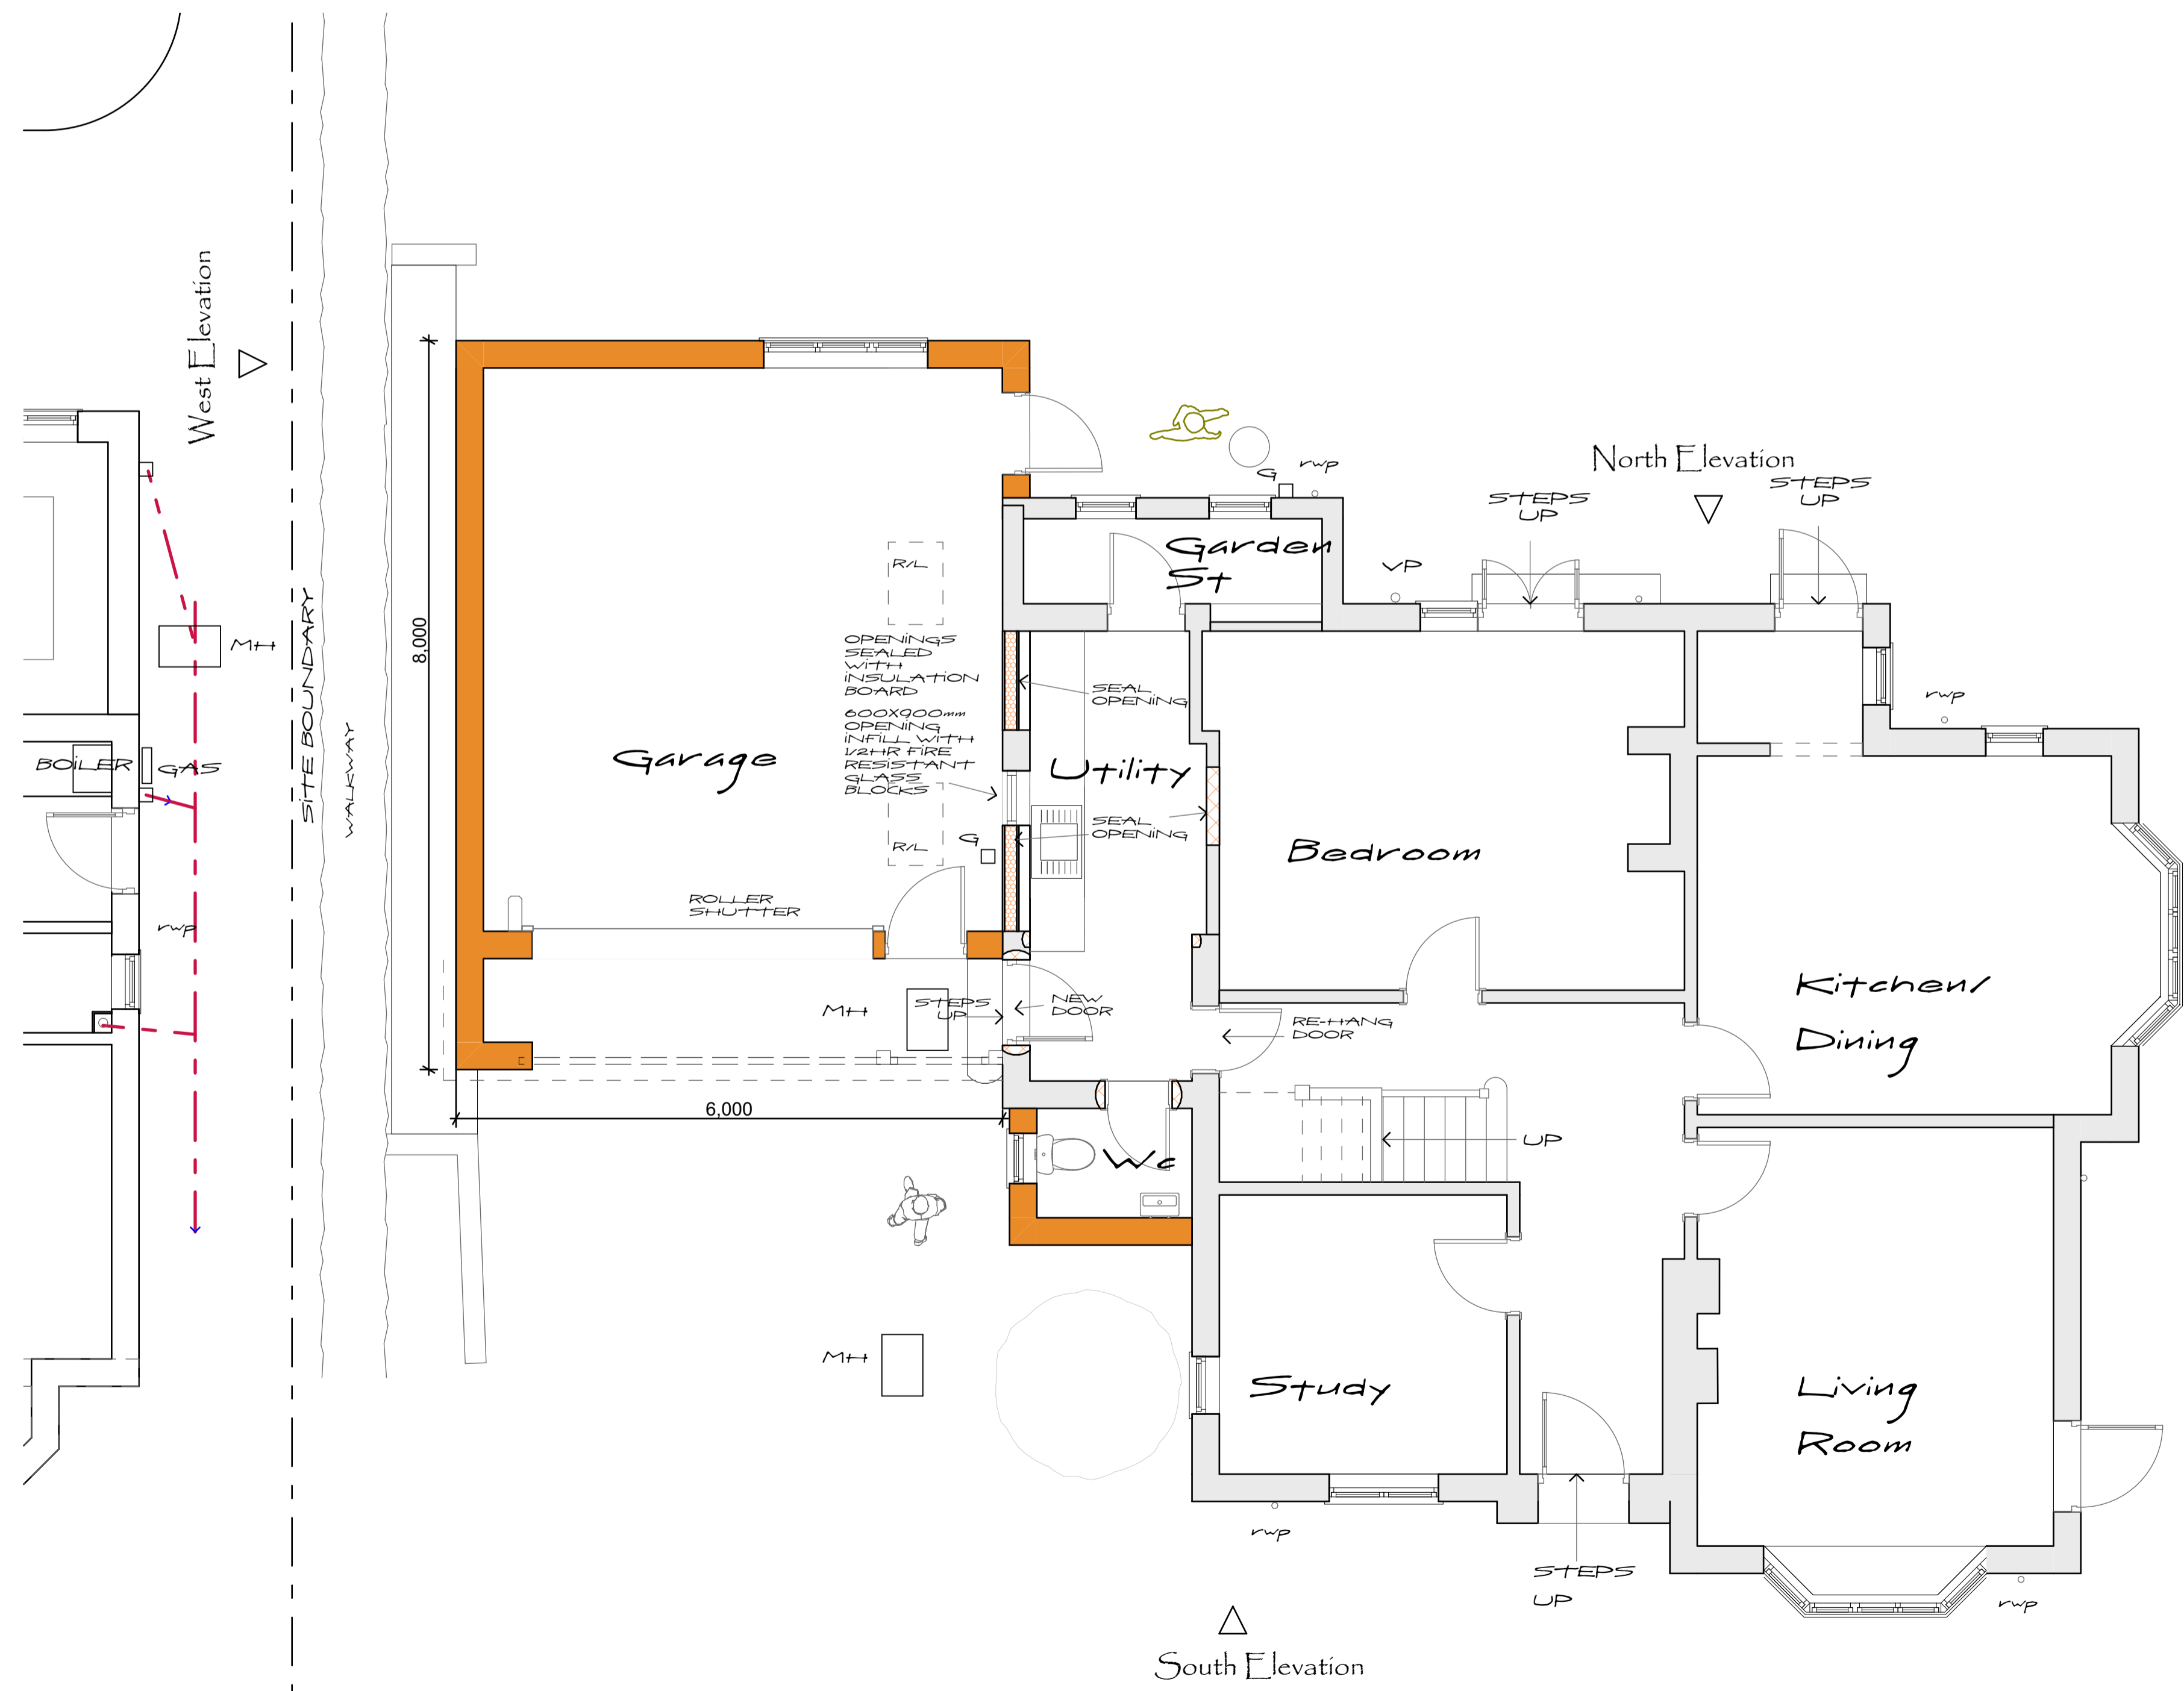 West Elevation
North Elevation
STEPS
UP
STEPS
UP
G
rwp
Garden
St
VP
R/L
MH
SITE BOUNDARY
WALKWAY
8,000
OPENINGS
SEALED
WITH
INSULATION
BOARD
600X900mm
OPENING
INFILL WITH
1/2HR FIRE
RESISTANT
GLASS
BLOCKS
SEAL
OPENING
rwp
Garage
Utility
BOILER
GAS
SEAL
OPENING
G
R/L
Bedroom
ROLLER
SHUTTER
rwp
Kitchen/
Dining
MH
STEPS
UP
NEW
DOOR
RE-HANG
DOOR
6,000
UP
Wc
MH
Study
Living
Room
rwp
STEPS
UP
rwp
South Elevation